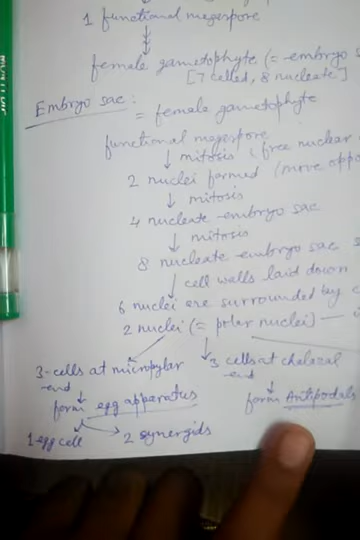 1 functional megaspore
female gametophyte (= embryo s
[7 celled, 8 nucleate]
Embryo sac :
= female gametophyte
functional megaspore
mitosis (free nuclear
2 nuclei formed (move oppo
mitosis
4 nucleate embryo sac
mitosis
8 nucleate embryo sac s
cell walls laid down
6 nuclei are surrounded by c
2 nuclei (= polar nuclei) —
3-cells at micropylar
end
3 cells at chalazal
end
form egg apparatus
form Antipodals
1 egg cell
2 synergids